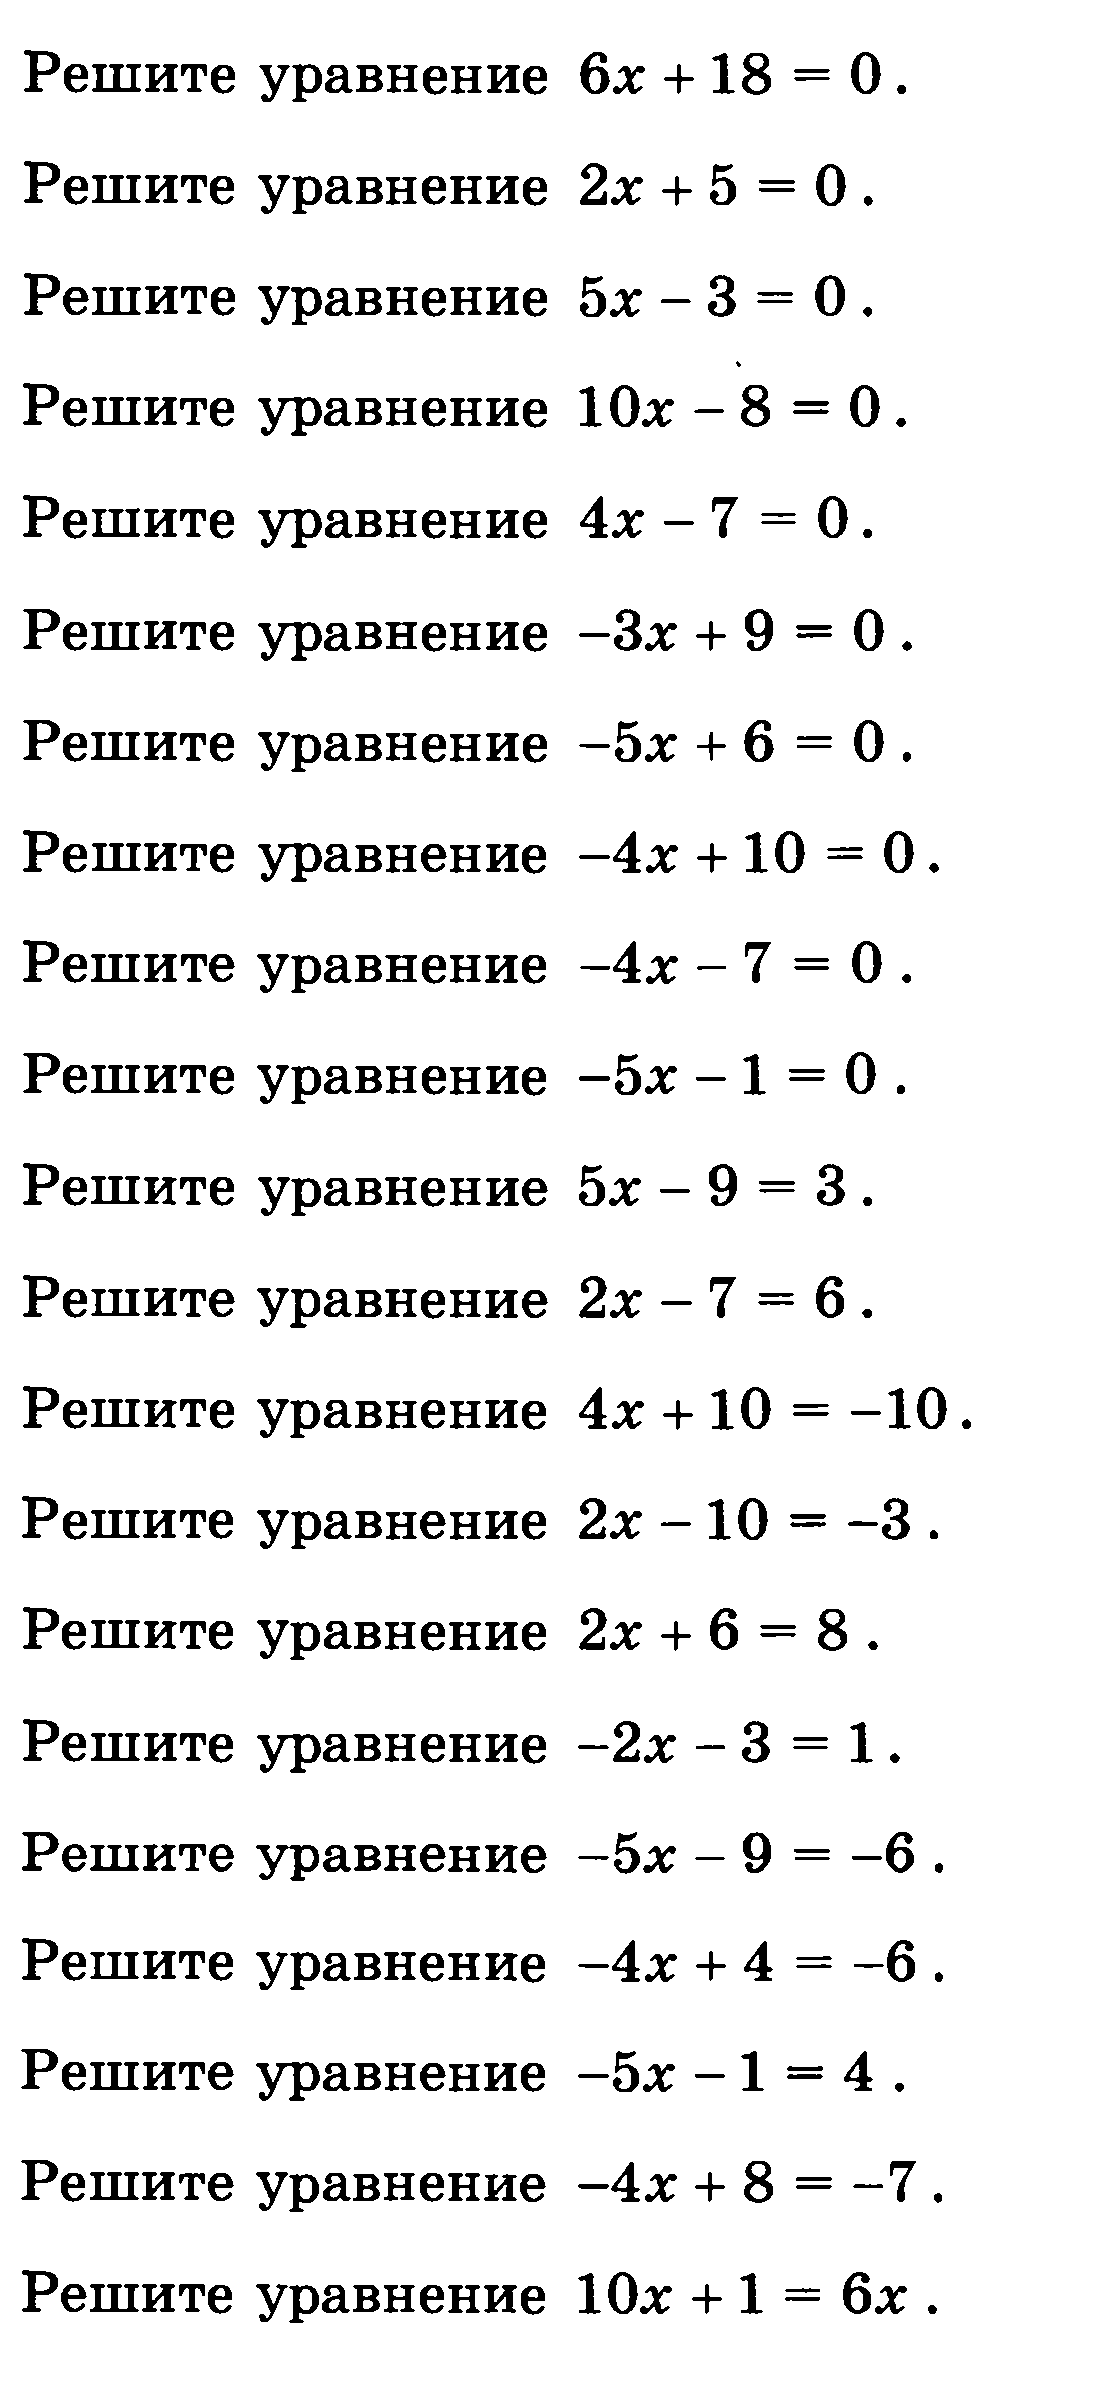 Решите уравнение 6x + 18 = 0.
Решите уравнение 2x + 5 = 0.
Решите уравнение 5x − 3 = 0.
Решите уравнение 10x − 8 = 0.
Решите уравнение 4x − 7 = 0.
Решите уравнение −3x + 9 = 0.
Решите уравнение −5x + 6 = 0.
Решите уравнение −4x + 10 = 0.
Решите уравнение −4x − 7 = 0.
Решите уравнение −5x − 1 = 0.
Решите уравнение 5x − 9 = 3.
Решите уравнение 2x − 7 = 6.
Решите уравнение 4x + 10 = −10.
Решите уравнение 2x − 10 = −3.
Решите уравнение 2x + 6 = 8.
Решите уравнение −2x − 3 = 1.
Решите уравнение −5x − 9 = −6.
Решите уравнение −4x + 4 = −6.
Решите уравнение −5x − 1 = 4.
Решите уравнение −4x + 8 = −7.
Решите уравнение 10x + 1 = 6x.